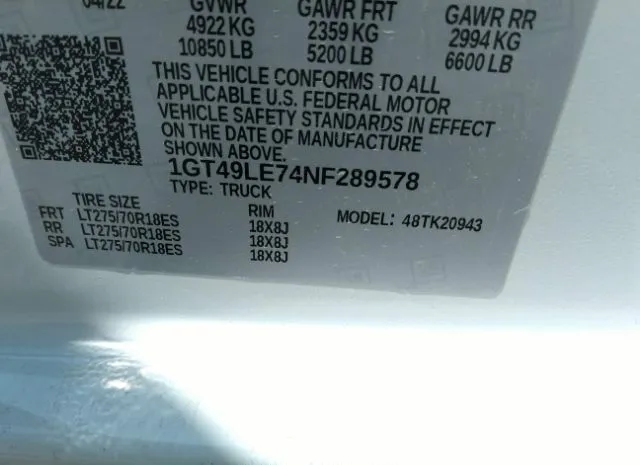 04/22 GVWR GAWR FRT GAWR RR
4922 KG 2359 KG 2994 KG
10850 LB 5200 LB 6600 LB
THIS VEHICLE CONFORMS TO ALL
APPLICABLE U.S. FEDERAL MOTOR
VEHICLE SAFETY STANDARDS IN EFFECT
ON THE DATE OF MANUFACTURE
SHOWN ABOVE.
1GT49LE74NF289578
TYPE: TRUCK
TIRE SIZE RIM MODEL: 48TK20943
FRT LT275/70R18ES 18X8J
RR LT275/70R18ES 18X8J
SPA LT275/70R18ES 18X8J